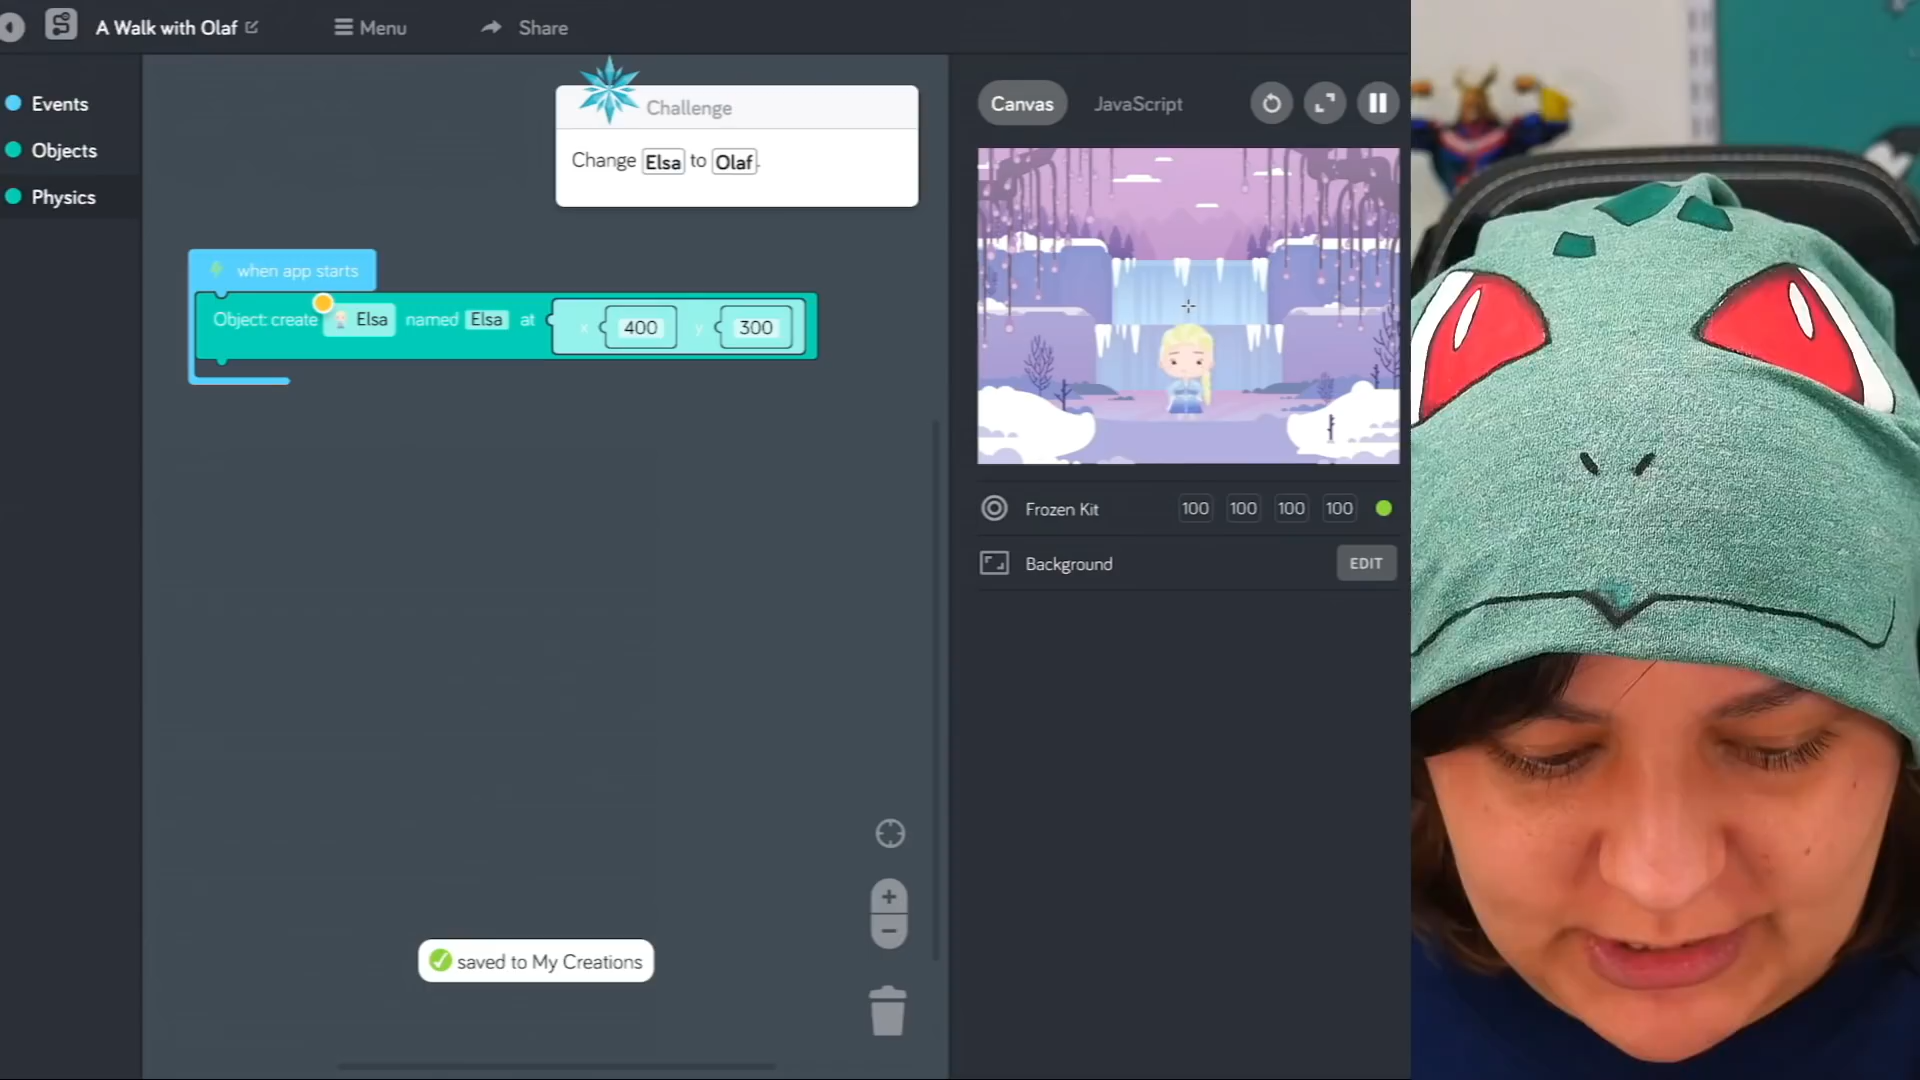 A Walk with Olaf
Menu
Share
Events
Objects
Physics
Challenge
Change Elsa to Olaf.
when app starts
Object: create Elsa named Elsa at x 400 y 300
Canvas
JavaScript
Frozen Kit 100 100 100 100
Background EDIT
saved to My Creations